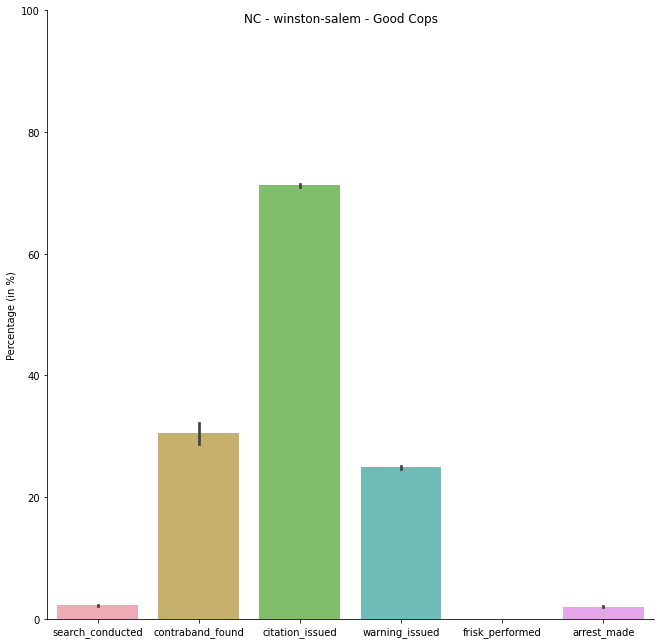 NC - winston-salem - Good Cops
100
80
60
40
20
0
Percentage (in %)
search_conducted contraband_found citation_issued warning_issued frisk_performed arrest_made